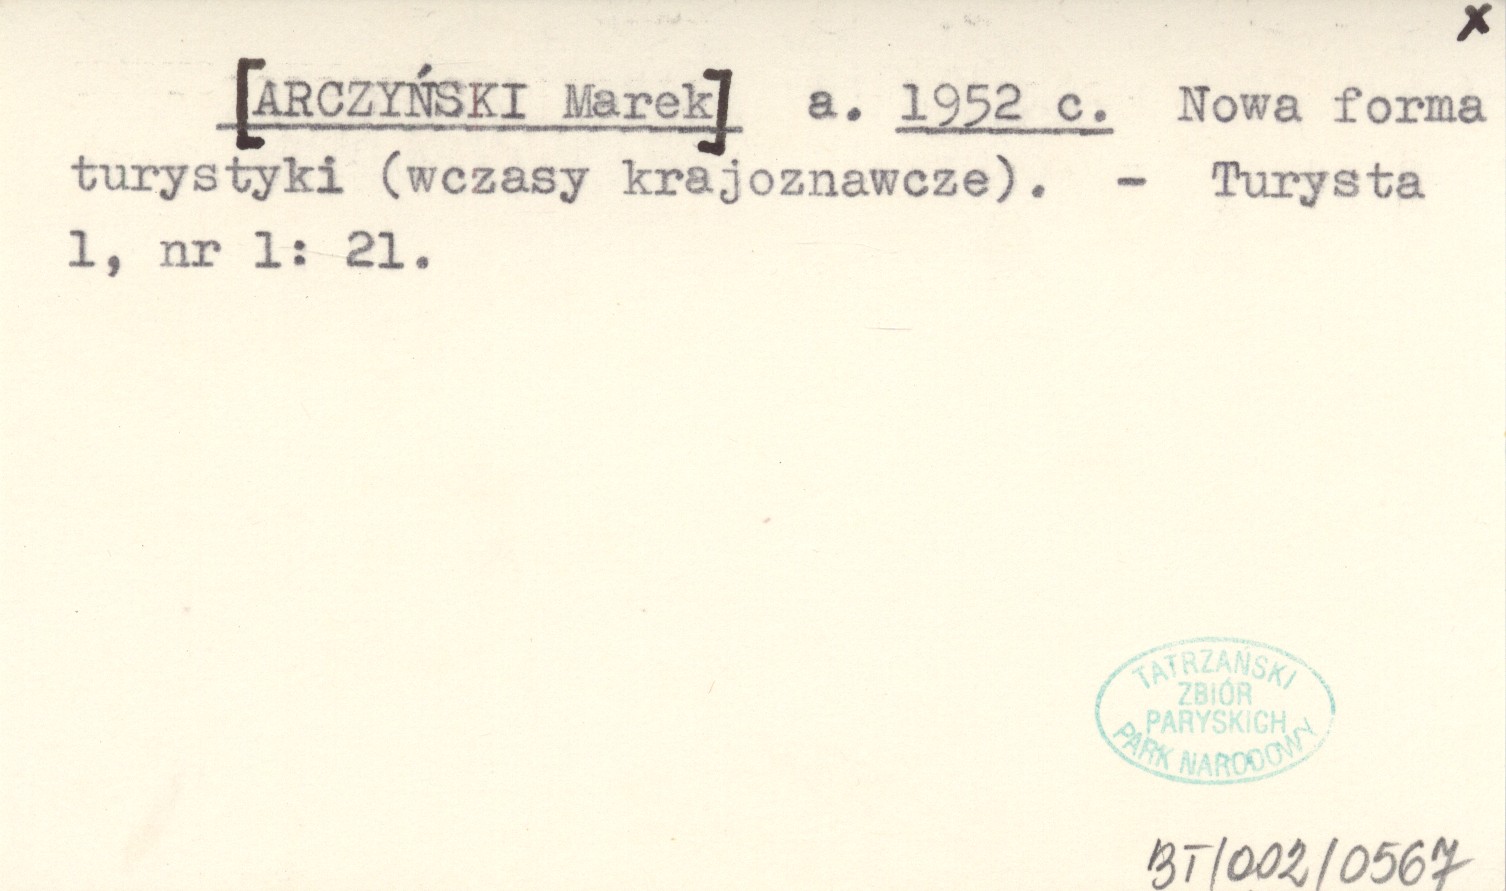 x
[ARCZYŃSKI Marek] a. 1952 c. Nowa forma
turystyki (wczasy krajoznawcze). - Turysta
1, nr 1: 21.
TATRZAŃSKI
ZBIÓR
PARYSKICH
PARK NARODOWY
BT/002/0567